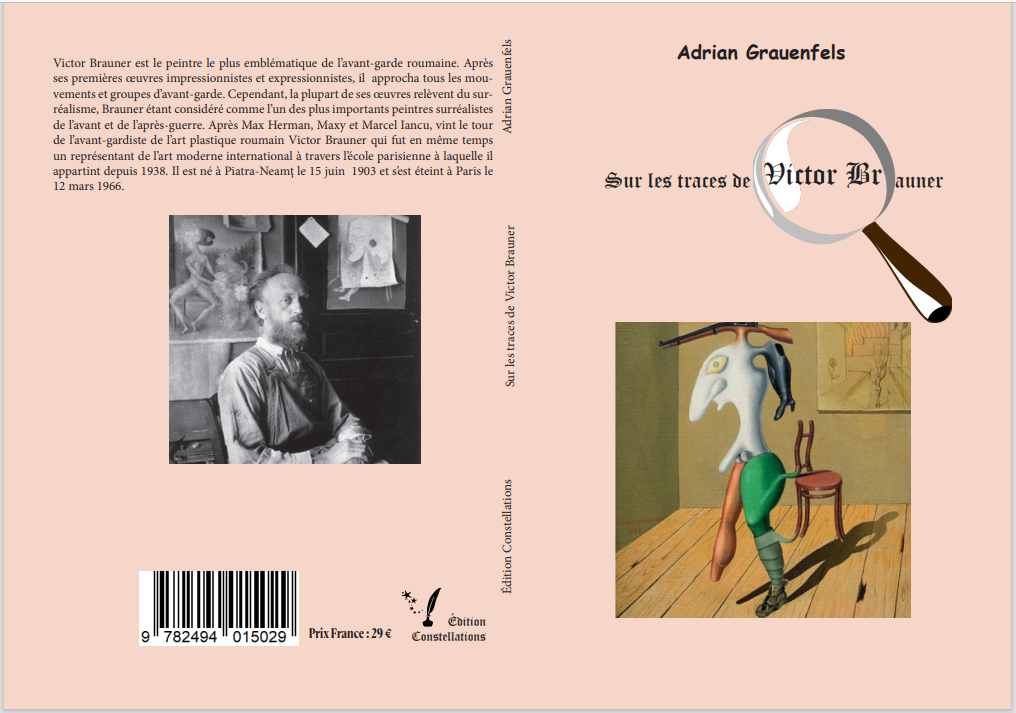 Victor Brauner est le peintre le plus emblématique de l'avant-garde roumaine. Après
ses premières œuvres impressionnistes et expressionnistes, il approcha tous les mou-
vements et groupes d'avant-garde. Cependant, la plupart de ses œuvres relèvent du sur-
réalisme, Brauner étant considéré comme l'un des plus importants peintres surréalistes
de l'avant et de l'après-guerre. Après Max Herman, Maxy et Marcel Iancu, vint le tour
de l'avant-gardiste de l'art plastique roumain Victor Brauner qui fut en même temps
un représentant de l'art moderne international à travers l'école parisienne à laquelle il
appartint depuis 1938. Il est né à Piatra-Neamț le 15 juin 1903 et s'est éteint à Paris le
12 mars 1966.
9 782494 015029
Prix France : 29 €
Édition
Constellations
Adrian Grauenfels
Sur les traces de Victor Brauner
Édition Constellations
Adrian Grauenfels
Sur les traces de Victor Brauner